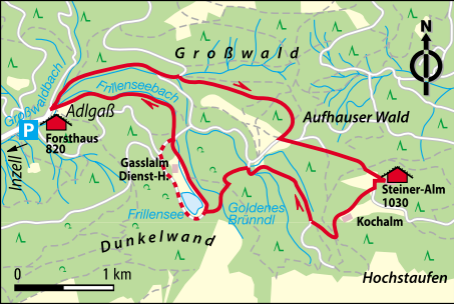 Großwald
N
Großwaldbach
Frillenseebach
Adlgaß
P
Forsthaus
820
Aufhauser Wald
Inzell
Gasslalm
Dienst-H.
Steiner-Alm
1030
Frillensee
Goldenes
Brünndl
Kochalm
Dunkelwand
0
1 km
Hochstaufen